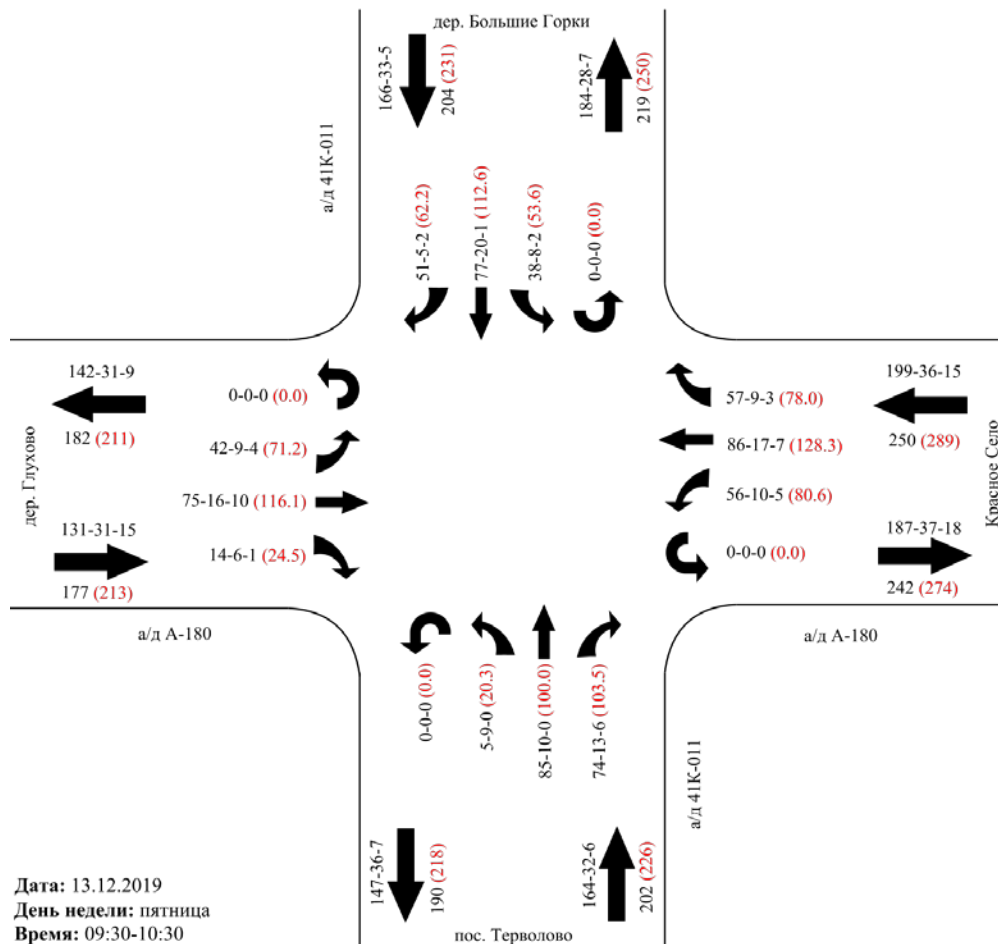 дер. Большие Горки
166-33-5
204 (231)
184-28-7
219 (250)
а/д 41К-011
51-5-2 (62.2)
77-20-1 (112.6)
38-8-2 (53.6)
0-0-0 (0.0)
142-31-9
182 (211)
дер. Глухово
131-31-15
177 (213)
а/д А-180
0-0-0 (0.0)
42-9-4 (71.2)
75-16-10 (116.1)
14-6-1 (24.5)
57-9-3 (78.0)
86-17-7 (128.3)
56-10-5 (80.6)
0-0-0 (0.0)
199-36-15
250 (289)
Красное Село
187-37-18
242 (274)
а/д А-180
0-0-0 (0.0)
5-9-0 (20.3)
85-10-0 (100.0)
74-13-6 (103.5)
а/д 41К-011
147-36-7
190 (218)
164-32-6
202 (226)
пос. Терволово
Дата: 13.12.2019
День недели: пятница
Время: 09:30-10:30